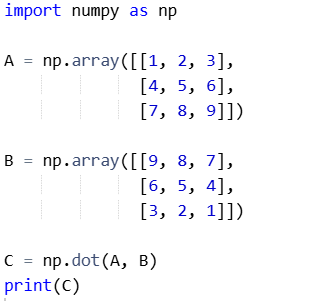 import numpy as np
A = np.array([[1, 2, 3],
              [4, 5, 6],
              [7, 8, 9]])
B = np.array([[9, 8, 7],
              [6, 5, 4],
              [3, 2, 1]])
C = np.dot(A, B)
print(C)